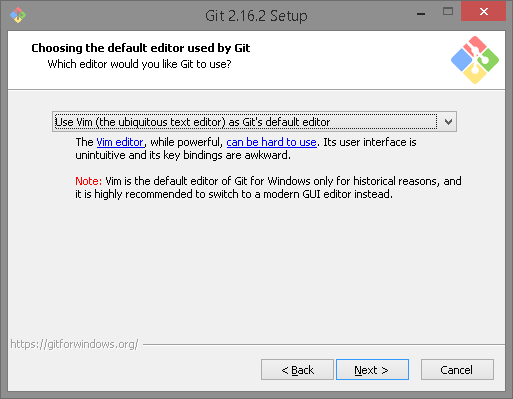 Git 2.16.2 Setup
Choosing the default editor used by Git
Which editor would you like Git to use?
Use Vim (the ubiquitous text editor) as Git's default editor
The Vim editor, while powerful, can be hard to use. Its user interface is
unintuitive and its key bindings are awkward.
Note: Vim is the default editor of Git for Windows only for historical reasons, and
it is highly recommended to switch to a modern GUI editor instead.
https://gitforwindows.org/
< Back
Next >
Cancel